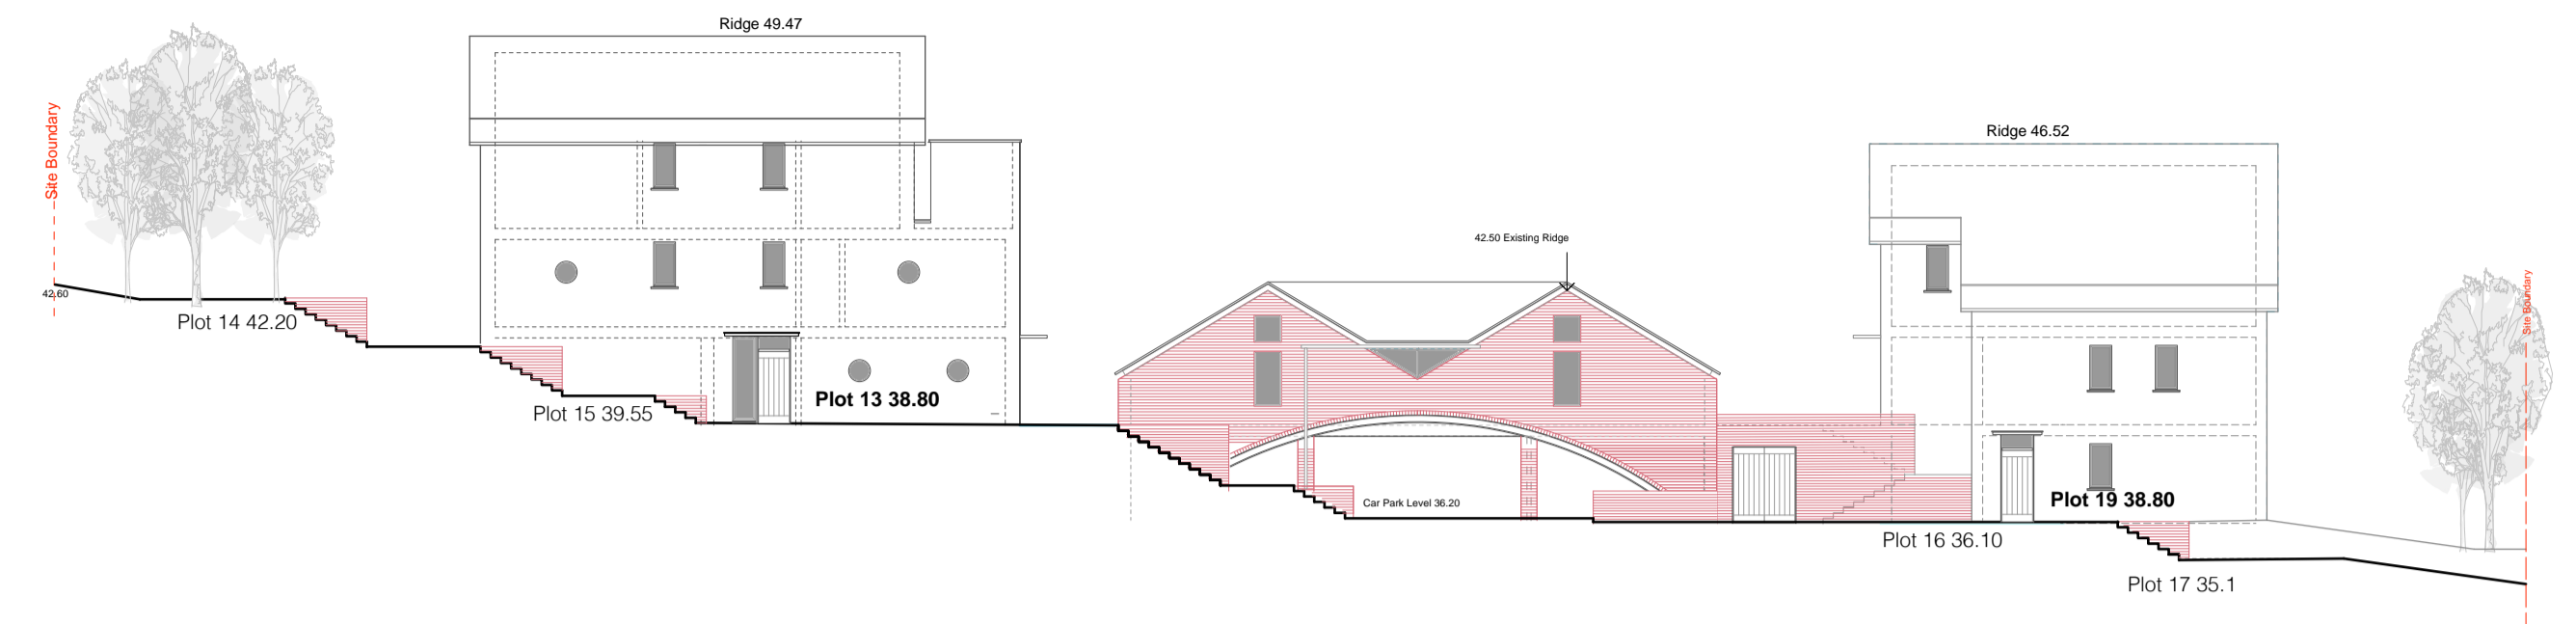 Ridge 49.47
Site Boundary
Ridge 46.52
42.50 Existing Ridge
42.60
Plot 14 42.20
Site Boundary
Plot 15 39.55
Plot 13 38.80
Car Park Level 36.20
Plot 19 38.80
Plot 16 36.10
Plot 17 35.1